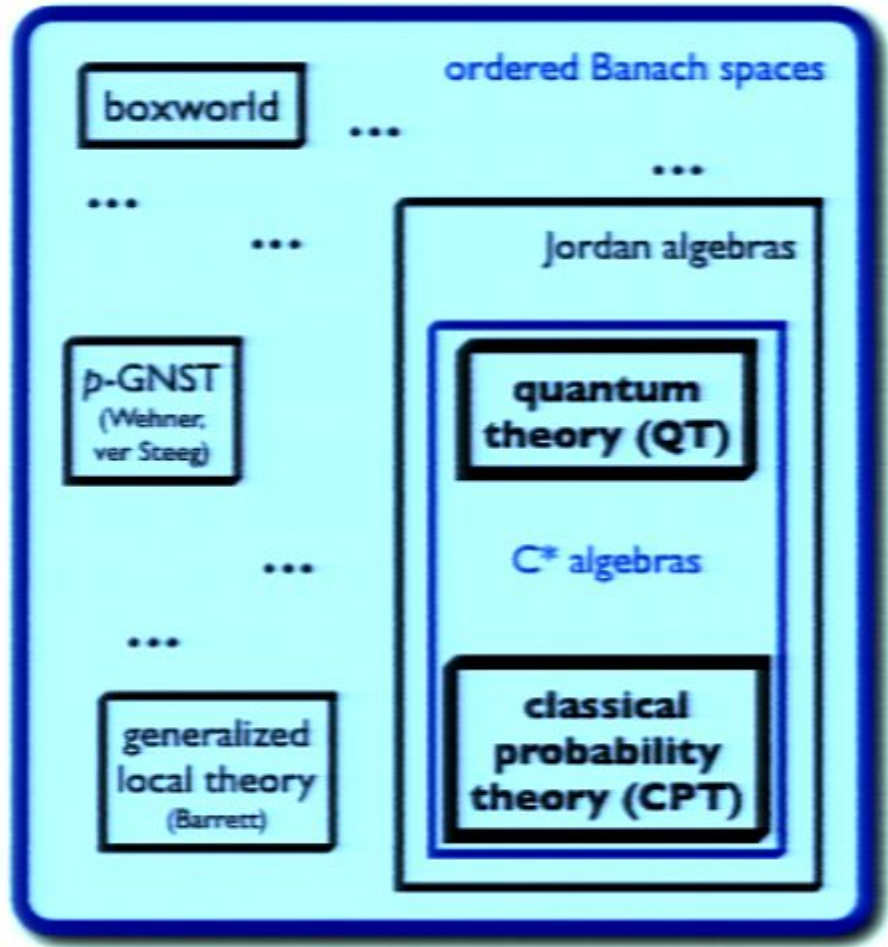 ordered Banach spaces
boxworld
...
...
...
...
Jordan algebras
p-GNST
(Wehner,
ver Steeg)
quantum
theory (QT)
C* algebras
...
...
generalized
local theory
(Barrett)
classical
probability
theory (CPT)